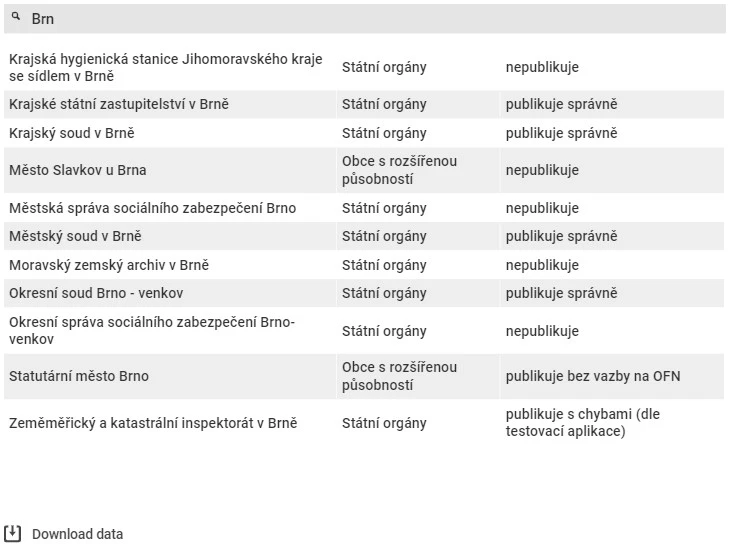 Brn
Krajská hygienická stanice Jihomoravského kraje
se sídlem v Brně
Státní orgány
nepublikuje
Krajské státní zastupitelství v Brně
Státní orgány
publikuje správně
Krajský soud v Brně
Státní orgány
publikuje správně
Město Slavkov u Brna
Obce s rozšířenou
působností
nepublikuje
Městská správa sociálního zabezpečení Brno
Státní orgány
nepublikuje
Městský soud v Brně
Státní orgány
publikuje správně
Moravský zemský archiv v Brně
Státní orgány
nepublikuje
Okresní soud Brno - venkov
Státní orgány
publikuje správně
Okresní správa sociálního zabezpečení Brno-
venkov
Státní orgány
nepublikuje
Statutární město Brno
Obce s rozšířenou
působností
publikuje bez vazby na OFN
Zeměměřický a katastrální inspektorát v Brně
Státní orgány
publikuje s chybami (dle
testovací aplikace)
Download data